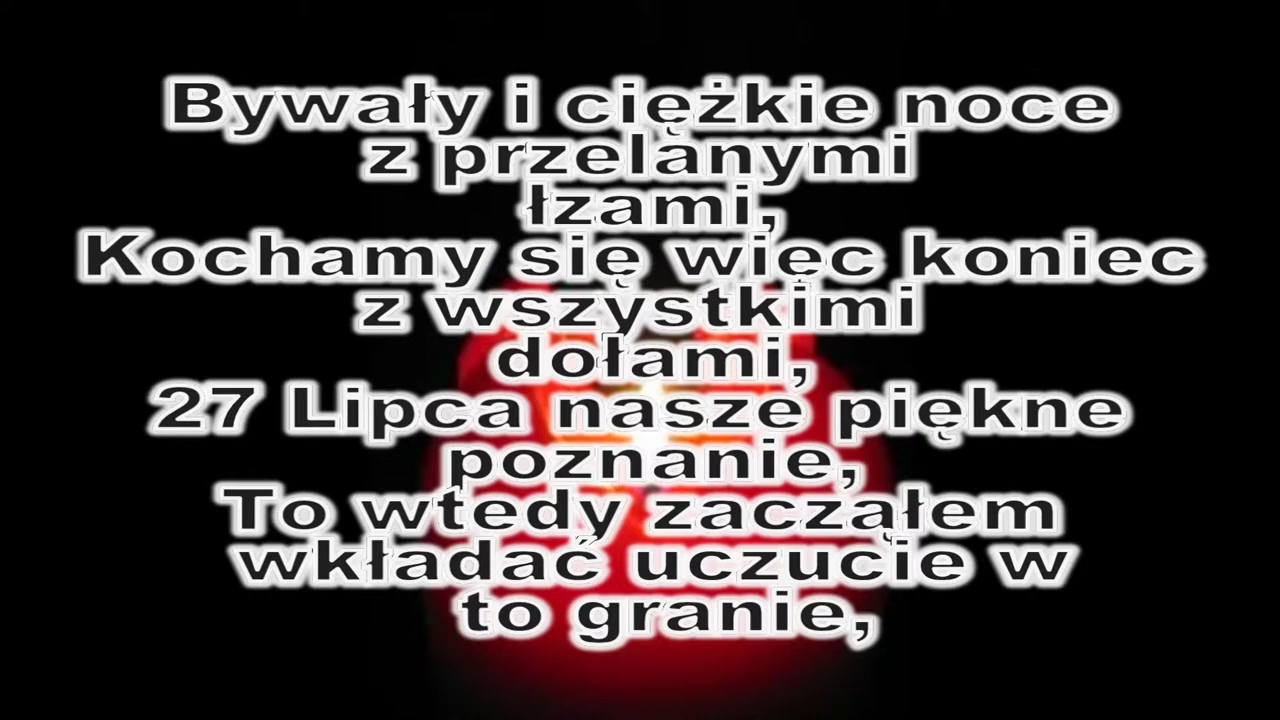 Bywały i ciężkie noce
z przelanymi
łzami,
Kochamy się więc koniec
z wszystkimi
dołami,
27 Lipca nasze piękne
poznanie,
To wtedy zacząłem
wkładać uczucie w
to granie,